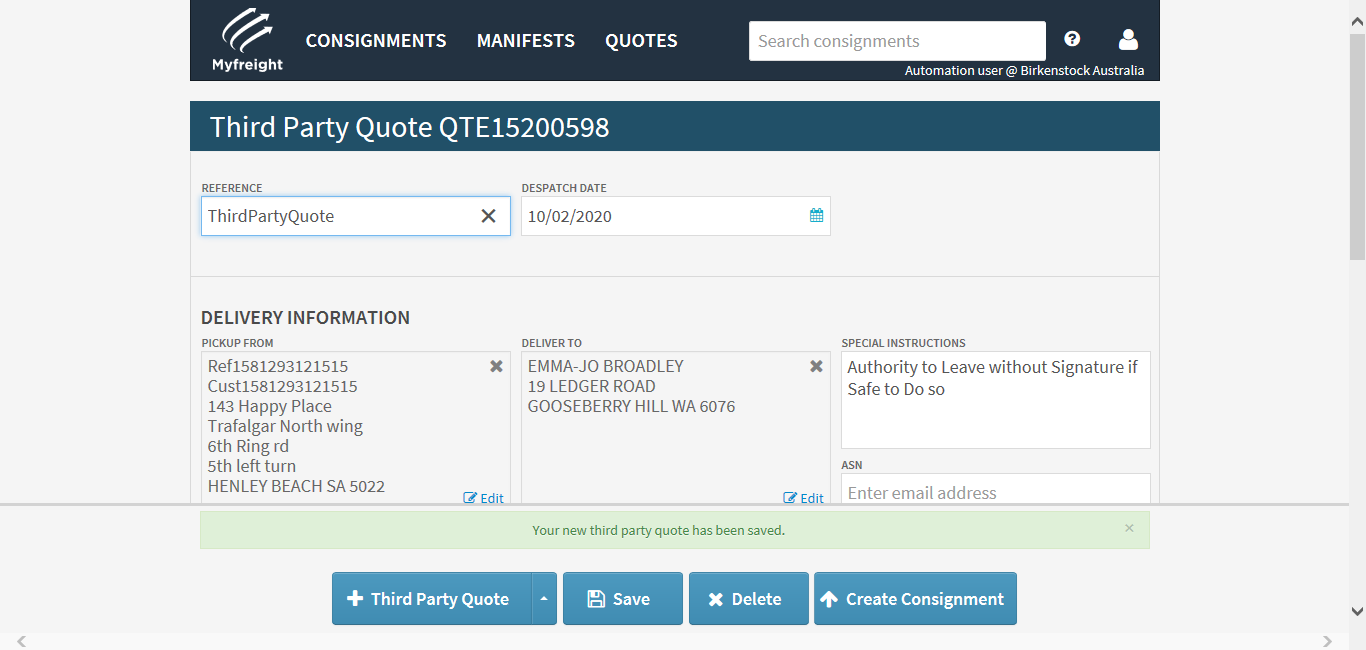 Myfreight
CONSIGNMENTS MANIFESTS QUOTES
Search consignments
Automation user @ Birkenstock Australia
Third Party Quote QTE15200598
REFERENCE
ThirdPartyQuote
DESPATCH DATE
10/02/2020
DELIVERY INFORMATION
PICKUP FROM
Ref1581293121515
Cust1581293121515
143 Happy Place
Trafalgar North wing
6th Ring rd
5th left turn
HENLEY BEACH SA 5022
Edit
DELIVER TO
EMMA-JO BROADLEY
19 LEDGER ROAD
GOOSEBERRY HILL WA 6076
Edit
SPECIAL INSTRUCTIONS
Authority to Leave without Signature if
Safe to Do so
ASN
Enter email address
Your new third party quote has been saved.
Third Party Quote
Save
Delete
Create Consignment